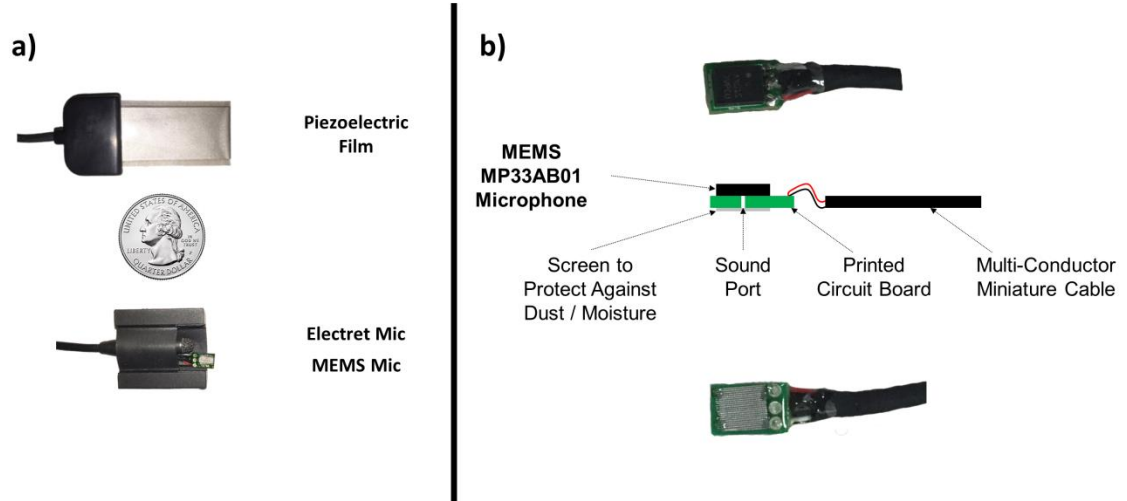 a)
Piezoelectric
Film
UNITED STATES OF AMERICA
LIBERTY
IN
GOD WE
TRUST
QUARTER DOLLAR
Electret Mic
MEMS Mic
b)
MEMS
MP33AB01
Microphone
Screen to
Protect Against
Dust / Moisture
Sound
Port
Printed
Circuit Board
Multi-Conductor
Miniature Cable